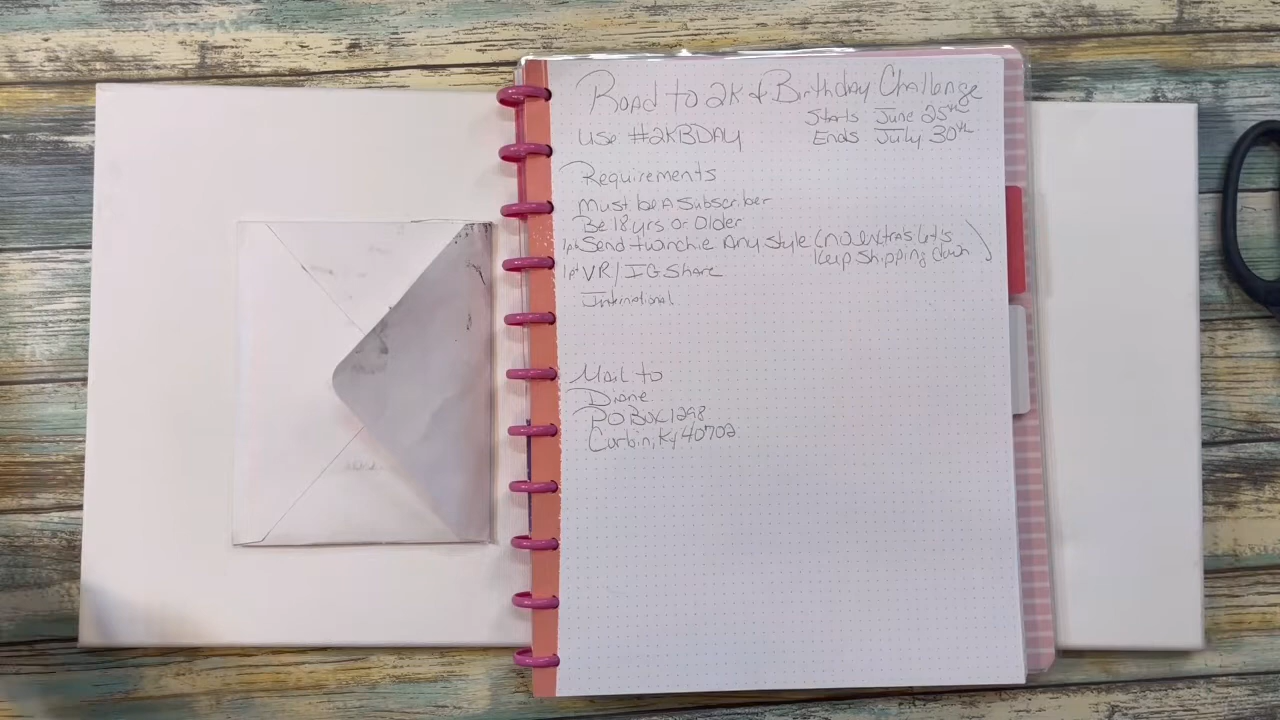 Road to 2K & Birthday Challenge
Starts June 25th
Use #2KBDAY
Ends July 30th
Requirements
Must be A Subscriber
Be 18 yrs or Older
1pt Send twinchie Any Style (no extra's let's
keep shipping down)
1pt VR/IG Share
International
Mail to
Diane
PO Box 1298
Corbin, Ky 40702